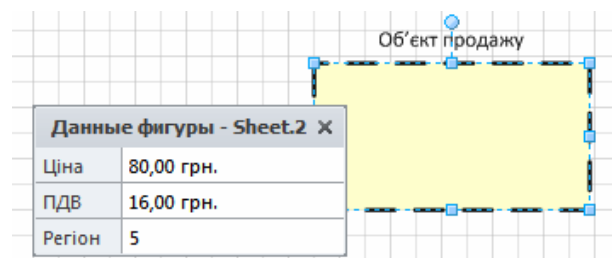 Об'єкт продажу
Данные фигуры - Sheet.2 ×
Ціна 80,00 грн.
ПДВ 16,00 грн.
Регіон 5